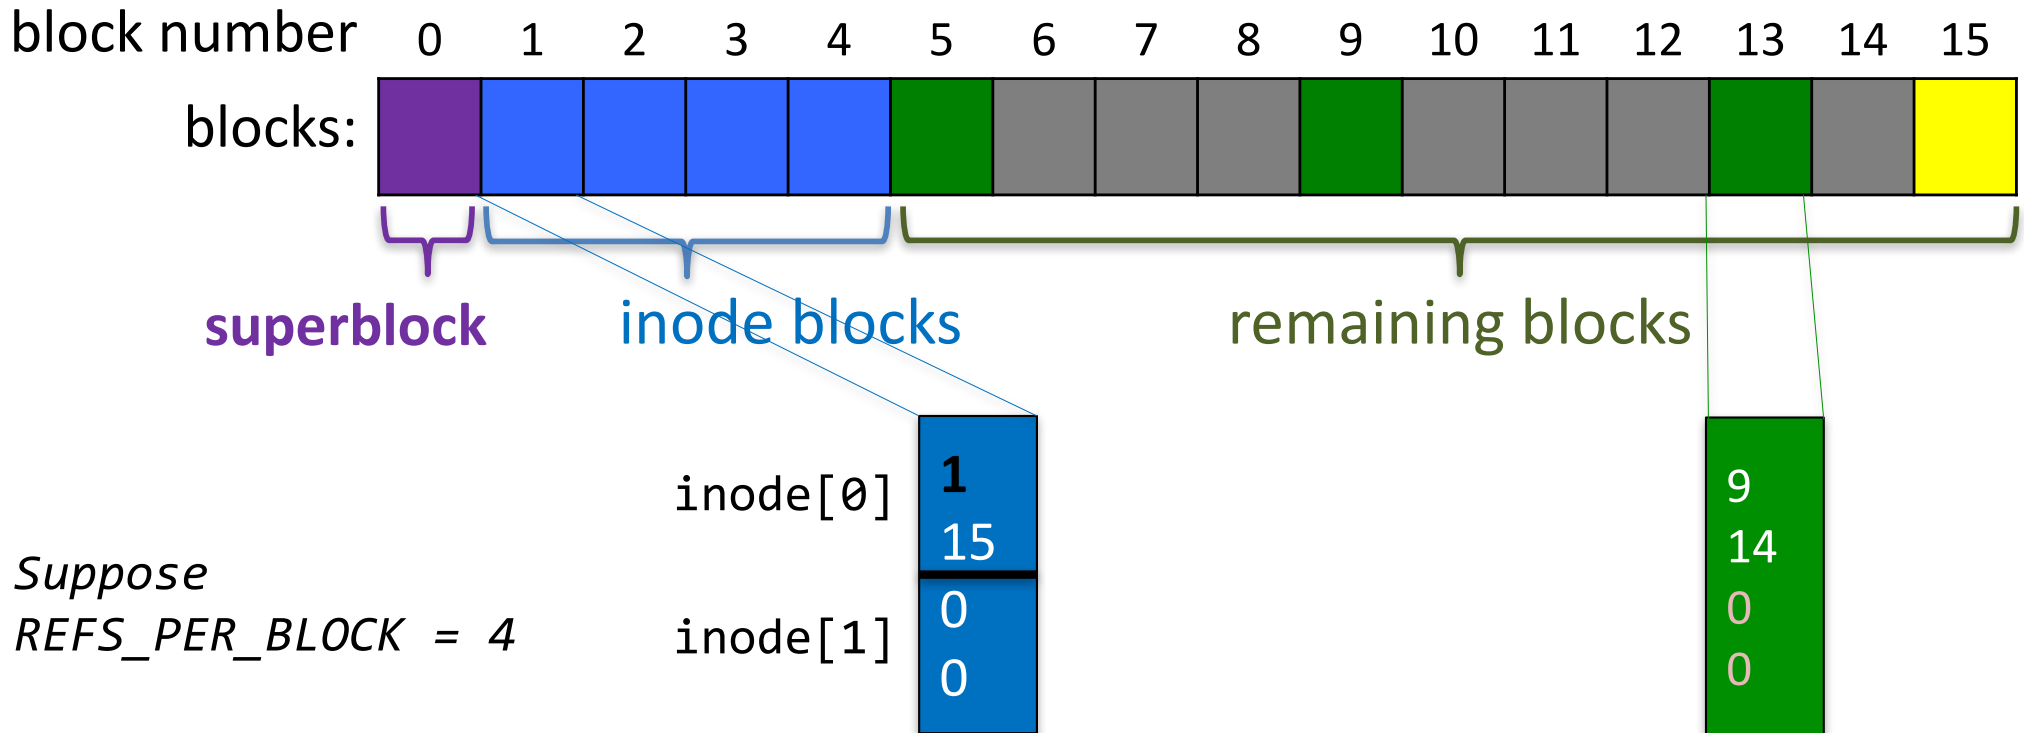 block number 0 1 2 3 4 5 6 7 8 9 10 11 12 13 14 15
blocks:
superblock inode blocks remaining blocks
inode[0] 1 9
15 14
Suppose 0 0
REFS_PER_BLOCK = 4 inode[1] 0 0